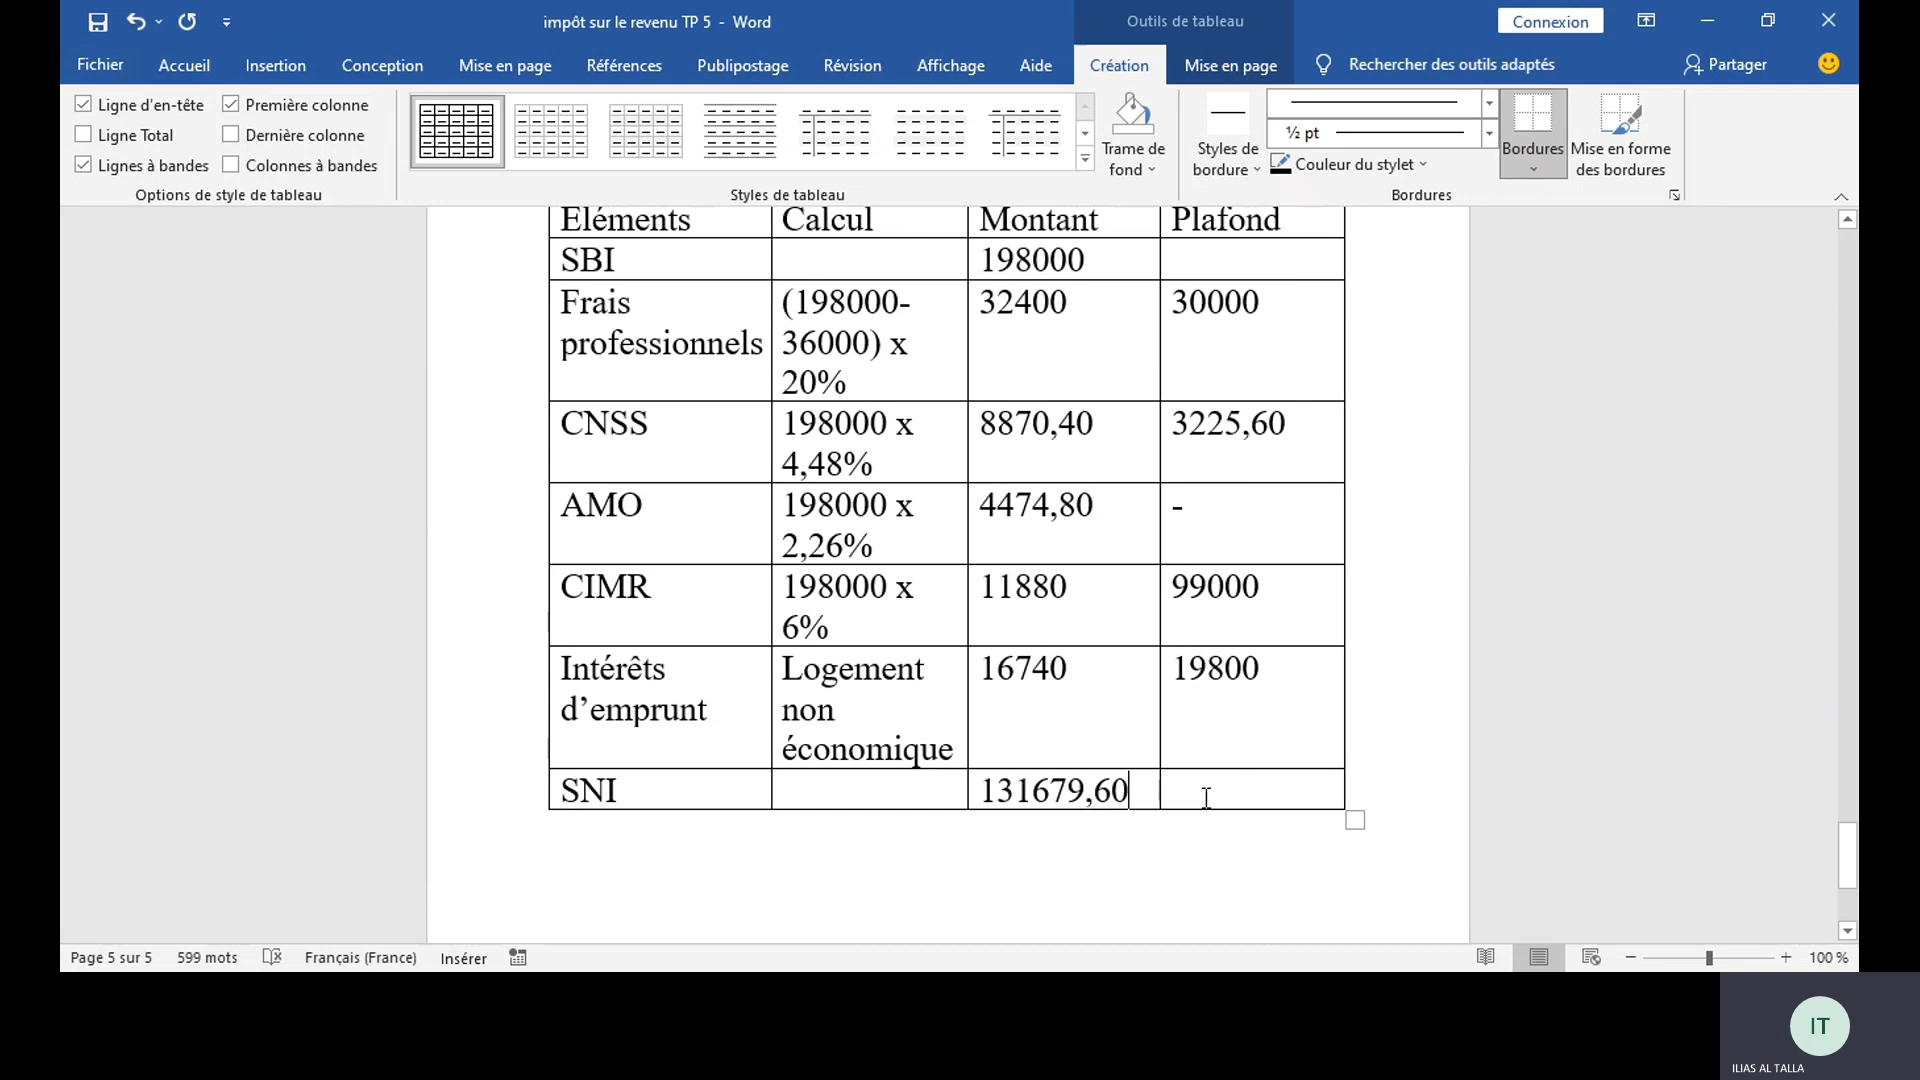 impôt sur le revenu TP 5 - Word
Outils de tableau
Connexion
Fichier
Accueil
Insertion
Conception
Mise en page
Références
Publipostage
Révision
Affichage
Aide
Création
Mise en page
Rechercher des outils adaptés
Partager
Ligne d'en-tête
Première colonne
Ligne Total
Dernière colonne
Lignes à bandes
Colonnes à bandes
Options de style de tableau
Styles de tableau
Trame de
fond
Styles de
bordure
½ pt
Couleur du stylet
Bordures
Mise en forme
des bordures
Bordures
Eléments Calcul Montant Plafond
SBI 198000
Frais (198000- 32400 30000
professionnels 36000) x
20%
CNSS 198000 x 8870,40 3225,60
4,48%
AMO 198000 x 4474,80 -
2,26%
CIMR 198000 x 11880 99000
6%
Intérêts Logement 16740 19800
d’emprunt non
économique
SNI 131679,60
Page 5 sur 5
599 mots
Français (France)
Insérer
100 %
IT
ILIAS AL TALLA